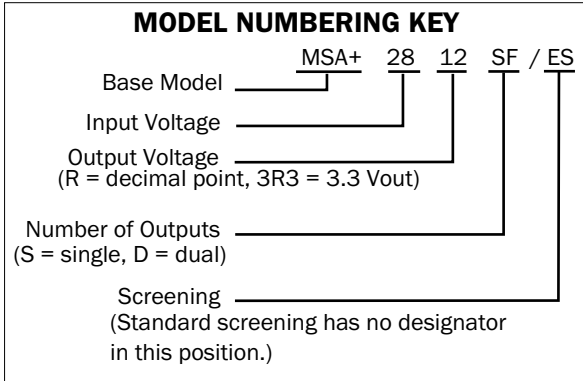 MODEL NUMBERING KEY
MSA+ 28 12 SF / ES
Base Model
Input Voltage
Output Voltage
(R = decimal point, 3R3 = 3.3 Vout)
Number of Outputs
(S = single, D = dual)
Screening
(Standard screening has no designator
in this position.)